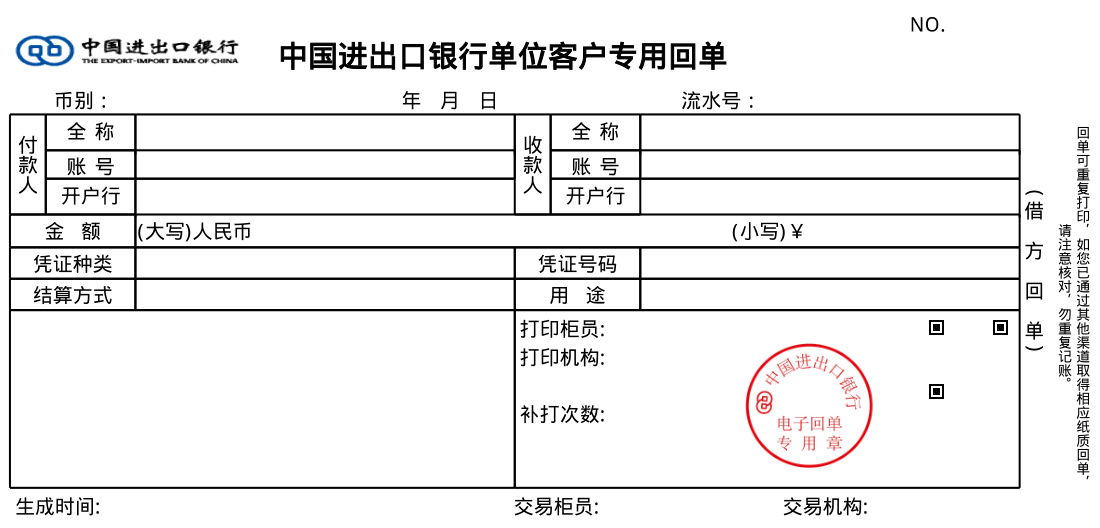 NO.
中国进出口银行
THE EXPORT-IMPORT BANK OF CHINA
中国进出口银行单位客户专用回单
币别： 年 月 日 流水号：
付款人 全 称 收款人 全 称
账 号 账 号
开户行 开户行
金 额 (大写)人民币 (小写)￥
凭证种类 凭证号码
结算方式 用 途
打印柜员:
打印机构:
补打次数:
中国进出口银行
电子回单
专用章
（借方回单）
回单可重复打印，如您已通过其他渠道取得相应纸质回单，
请注意核对，勿重复记账。
生成时间: 交易柜员: 交易机构: